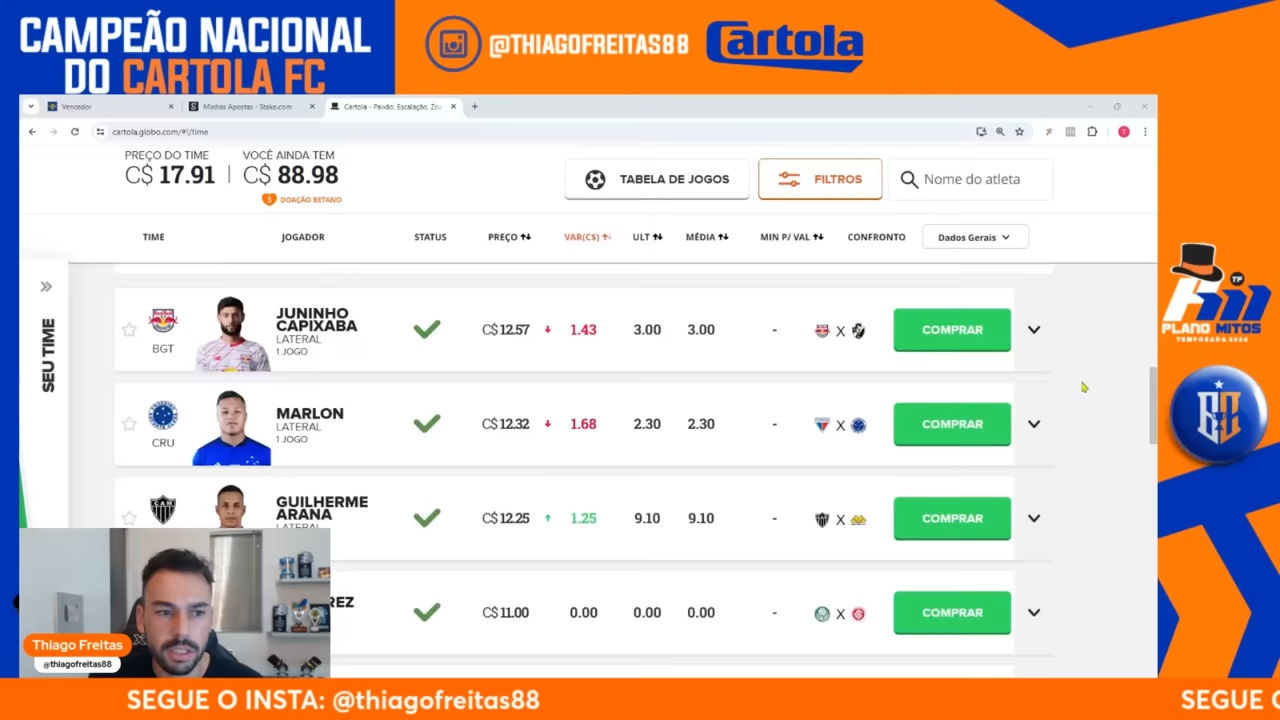 CAMPEÃO NACIONAL
DO CARTOLA FC
@THIAGOFREITAS88
Cartola
Vencedor
Minhas Apostas - Stake.com
Cartola - Paixão, Escalação, Zo
cartola.globo.com/#!/time
PREÇO DO TIME
C$ 17.91
VOCÊ AINDA TEM
C$ 88.98
DOAÇÃO BETANO
TABELA DE JOGOS
FILTROS
Nome do atleta
TIME JOGADOR STATUS PREÇO VAR(C$) ULT MÉDIA MIN P/ VAL CONFRONTO Dados Gerais
SEU TIME
BGT
JUNINHO
CAPIXABA
LATERAL
1 JOGO
C$ 12.57 1.43 3.00 3.00 - X COMPRAR
CRU
MARLON
LATERAL
1 JOGO
C$ 12.32 1.68 2.30 2.30 - X COMPRAR
GUILHERME
ARANA
LATERAL
C$ 12.25 1.25 9.10 9.10 - X COMPRAR
REZ
C$ 11.00 0.00 0.00 0.00 - X COMPRAR
TF
PLANO MITOS
TEMPORADA 2024
Thiago Freitas
@thiagofreitas88
SEGUE O INSTA: @thiagofreitas88
SEGUE O